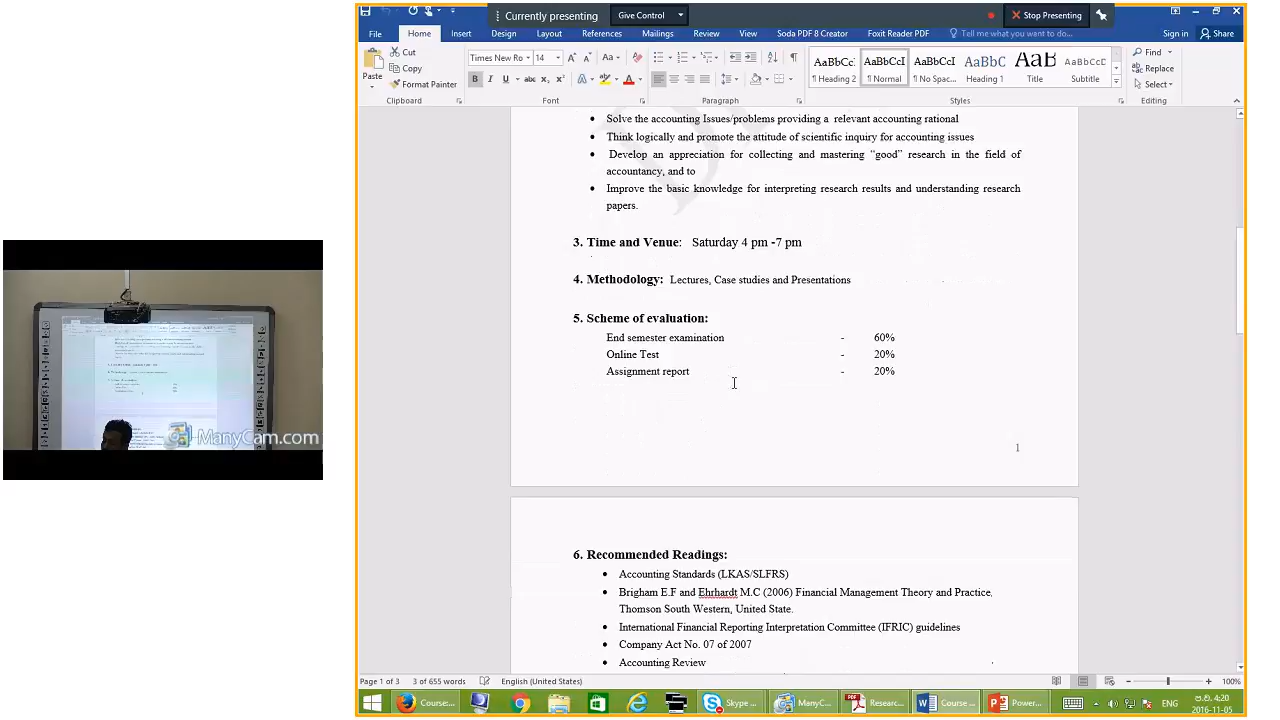 Currently presenting
Give Control
Stop Presenting
File
Home
Insert
Design
Layout
References
Mailings
Review
View
Soda PDF 8 Creator
Foxit Reader PDF
Tell me what you want to do...
Sign in
Share
Paste
Cut
Copy
Format Painter
Clipboard
Times New Ro
14
Font
Paragraph
AaBbCcI
¶ Heading 2
AaBbCcI
¶ Normal
AaBbCcI
¶ No Spac...
AaBbC
Heading 1
AaB
Title
AaBbCcD
Subtitle
Styles
Find
Replace
Select
Editing
Solve the accounting Issues/problems providing a relevant accounting rational
Think logically and promote the attitude of scientific inquiry for accounting issues
Develop an appreciation for collecting and mastering “good” research in the field of
accountancy, and to
Improve the basic knowledge for interpreting research results and understanding research
papers.
3. Time and Venue: Saturday 4 pm -7 pm
4. Methodology: Lectures, Case studies and Presentations
5. Scheme of evaluation:
End semester examination - 60%
Online Test - 20%
Assignment report - 20%
1
6. Recommended Readings:
Accounting Standards (LKAS/SLFRS)
Brigham E.F and Ehrhardt M.C (2006) Financial Management Theory and Practice,
Thomson South Western, United State.
International Financial Reporting Interpretation Committee (IFRIC) guidelines
Company Act No. 07 of 2007
Accounting Review
ManyCam.com
Page 1 of 3
3 of 655 words
English (United States)
100%
Course:
Skype ...
ManyC...
Researc...
Course ...
Power...
ENG
ප.ව. 4:20
2016-11-05